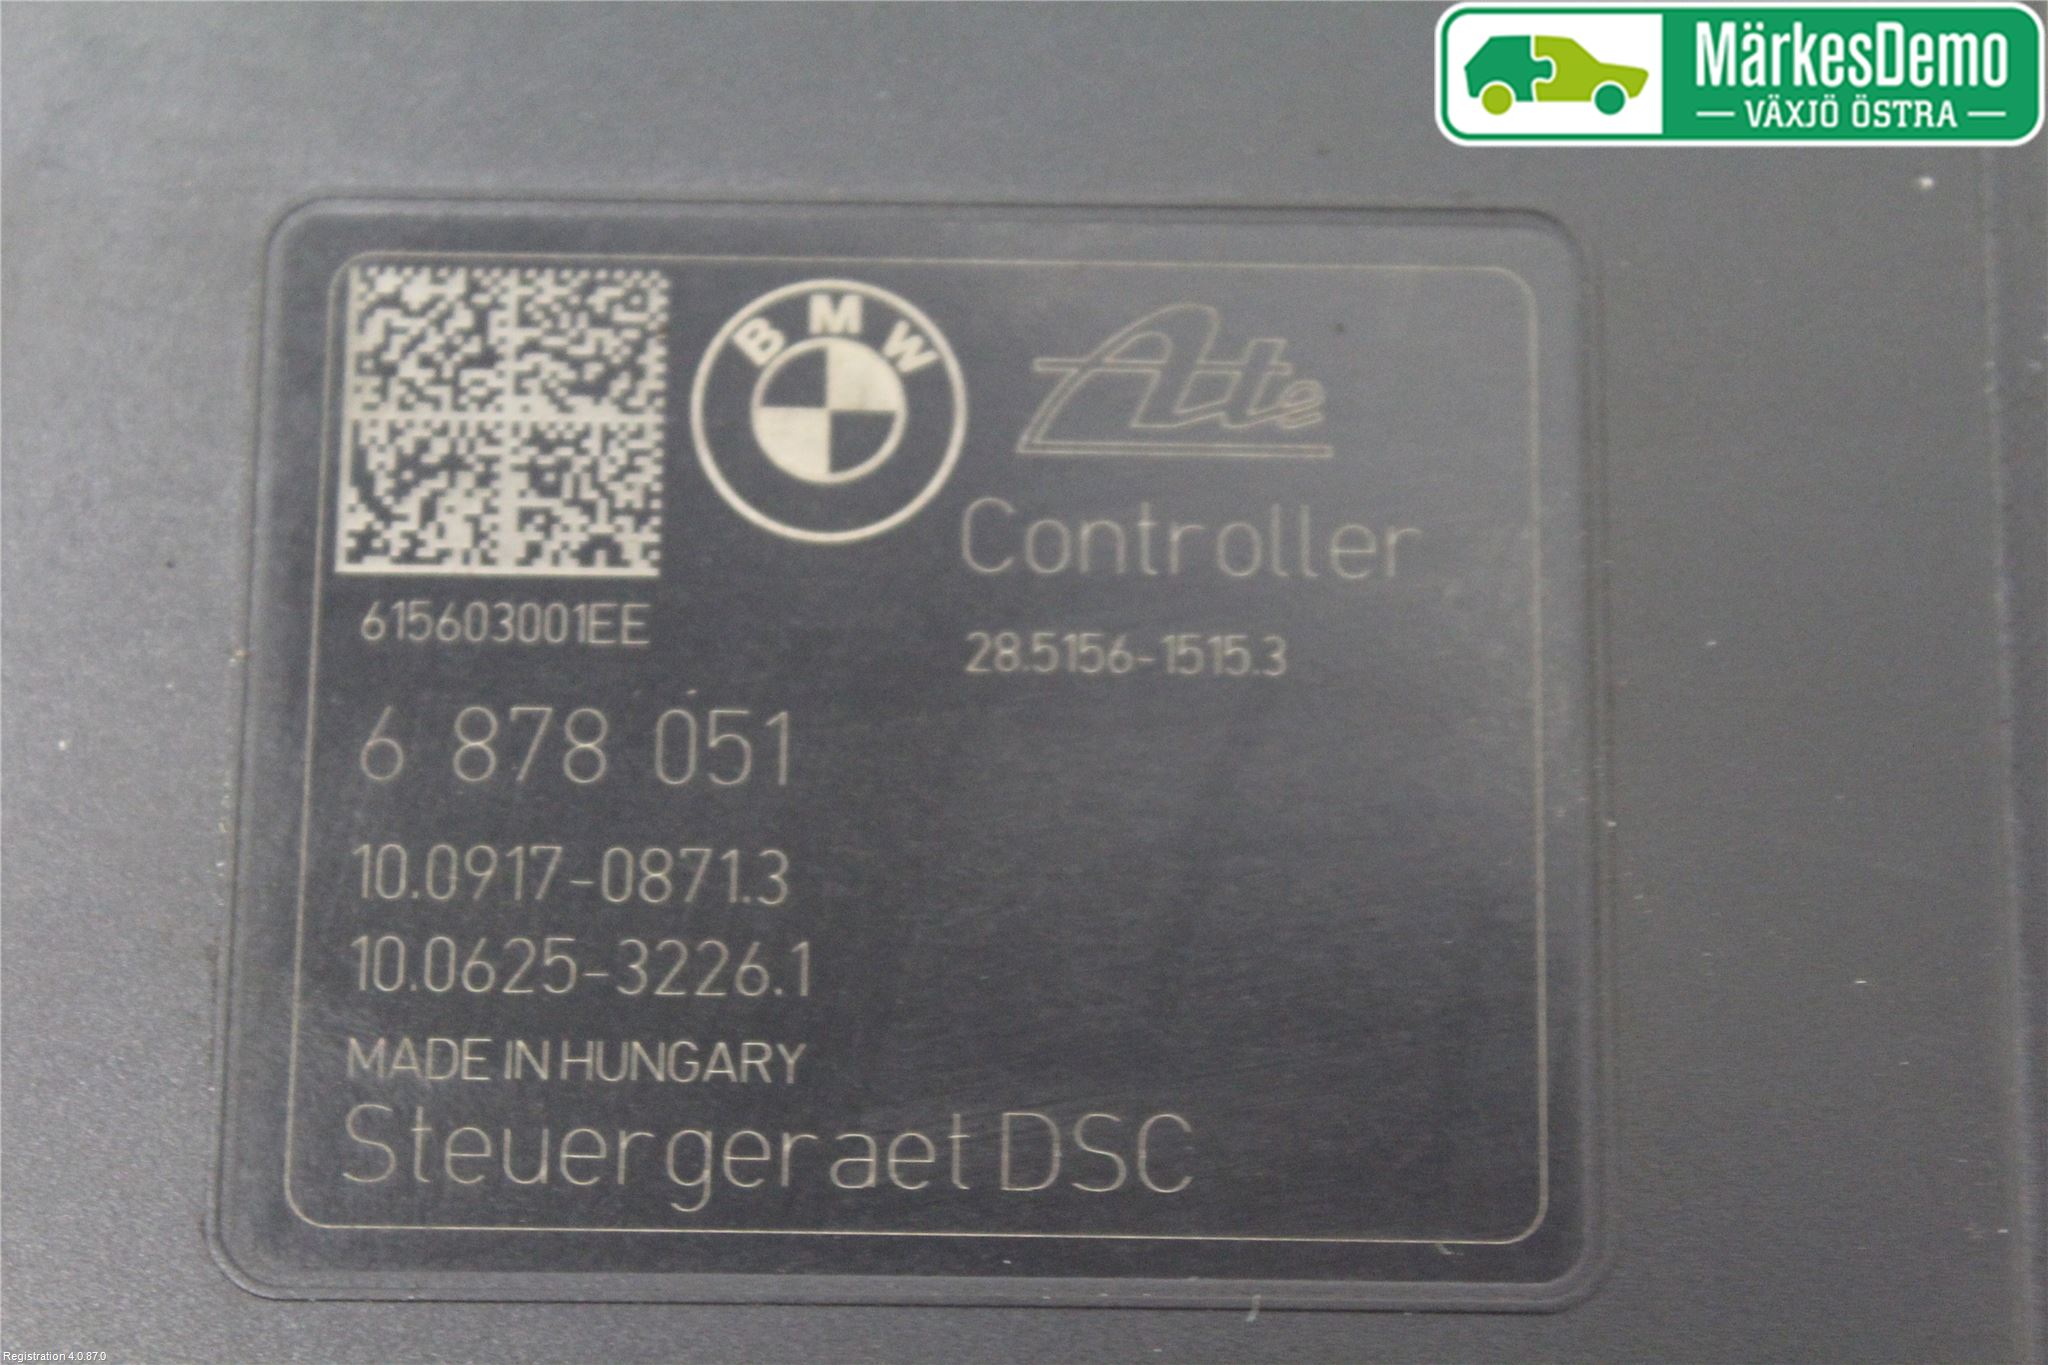 MärkesDemo
VÄXJÖ ÖSTRA
BMW
Ate
Controller
615603001EE
28.5156-1515.3
6 878 051
10.0917-0871.3
10.0625-3226.1
MADE IN HUNGARY
Steuergeraet DSC
Registration 4.0.87.0